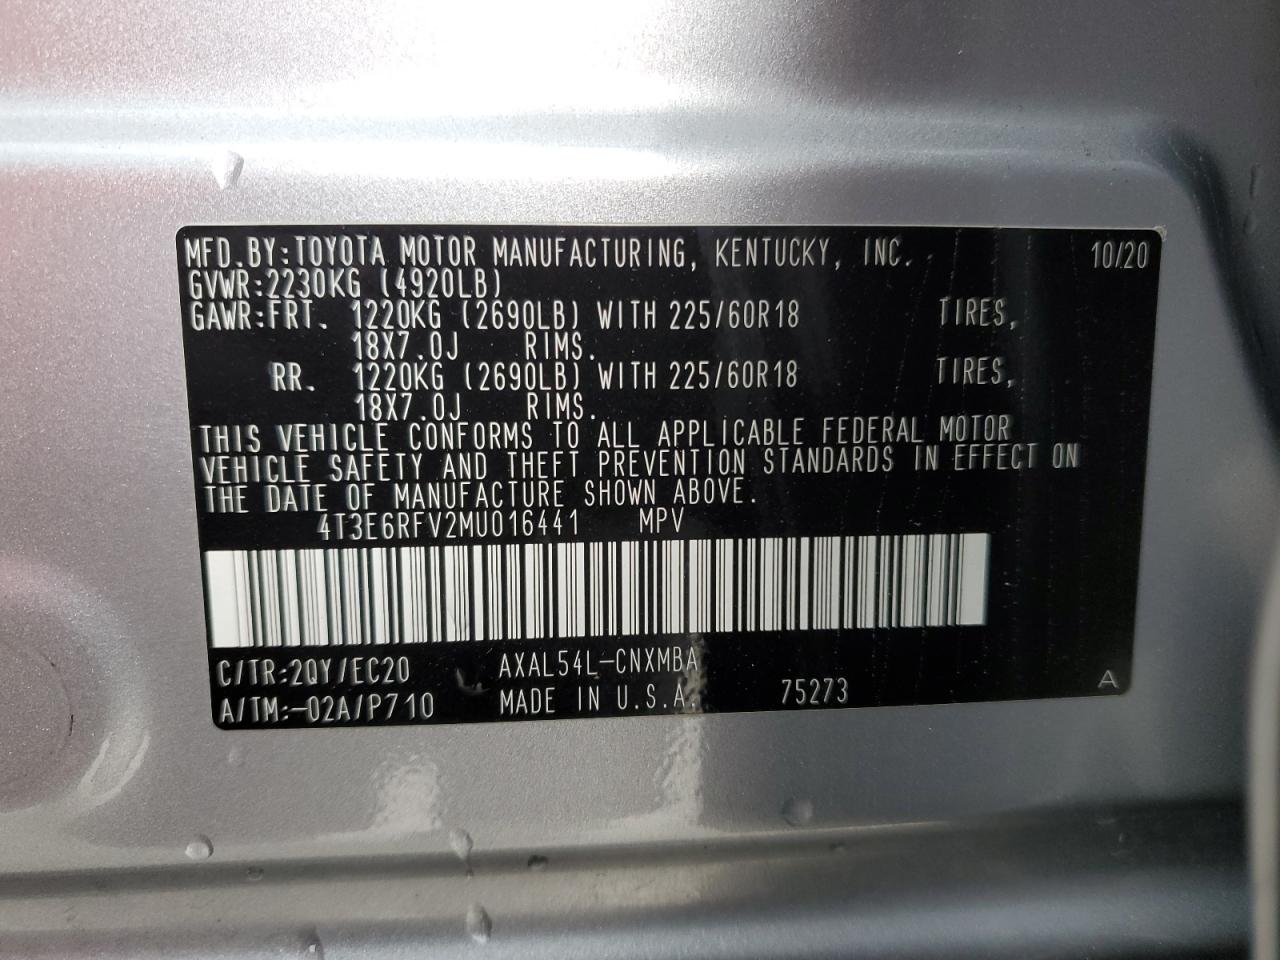 MFD.BY:TOYOTA MOTOR MANUFACTURING, KENTUCKY, INC. 10/20
GVWR:2230KG (4920LB)
GAWR:FRT. 1220KG (2690LB) WITH 225/60R18 TIRES,
18X7.0J RIMS.
RR. 1220KG (2690LB) WITH 225/60R18 TIRES,
18X7.0J RIMS.
THIS VEHICLE CONFORMS TO ALL APPLICABLE FEDERAL MOTOR
VEHICLE SAFETY AND THEFT PREVENTION STANDARDS IN EFFECT ON
THE DATE OF MANUFACTURE SHOWN ABOVE.
4T3E6RFV2MU016441 MPV
C/TR:2QY/EC20 AXAL54L-CNXMBA
A/TM:-02A/P710 MADE IN U.S.A. 75273 A